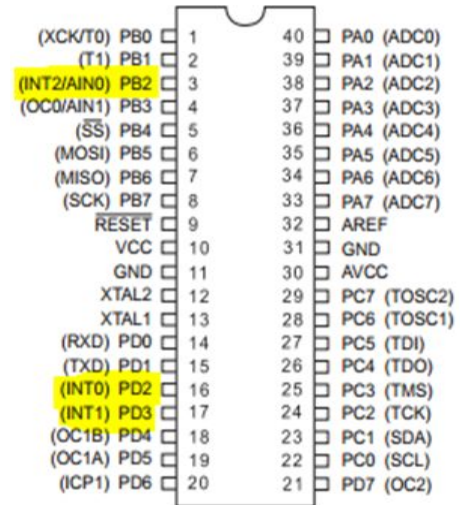 (XCK/T0) PB0 1 40 PA0 (ADC0)
(T1) PB1 2 39 PA1 (ADC1)
(INT2/AIN0) PB2 3 38 PA2 (ADC2)
(OC0/AIN1) PB3 4 37 PA3 (ADC3)
(SS) PB4 5 36 PA4 (ADC4)
(MOSI) PB5 6 35 PA5 (ADC5)
(MISO) PB6 7 34 PA6 (ADC6)
(SCK) PB7 8 33 PA7 (ADC7)
RESET 9 32 AREF
VCC 10 31 GND
GND 11 30 AVCC
XTAL2 12 29 PC7 (TOSC2)
XTAL1 13 28 PC6 (TOSC1)
(RXD) PD0 14 27 PC5 (TDI)
(TXD) PD1 15 26 PC4 (TDO)
(INT0) PD2 16 25 PC3 (TMS)
(INT1) PD3 17 24 PC2 (TCK)
(OC1B) PD4 18 23 PC1 (SDA)
(OC1A) PD5 19 22 PC0 (SCL)
(ICP1) PD6 20 21 PD7 (OC2)